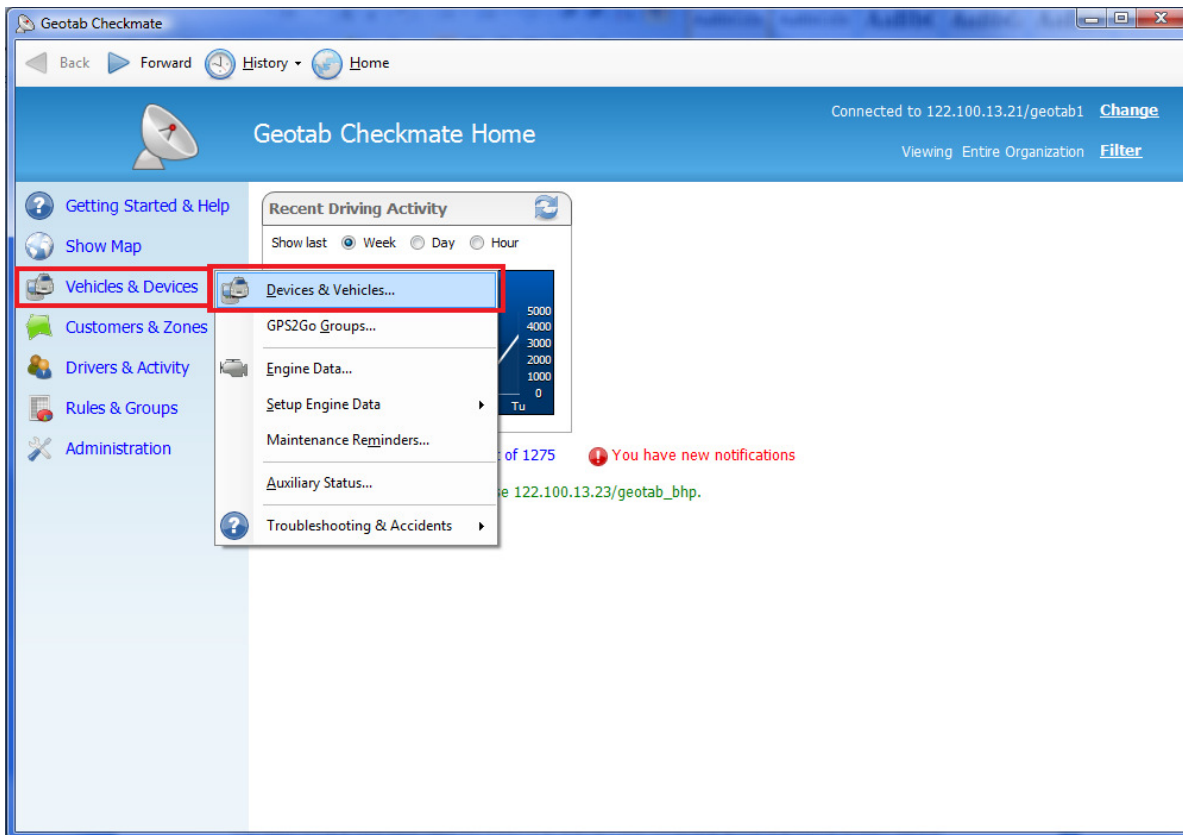 Geotab Checkmate
Back Forward History Home
Geotab Checkmate Home
Connected to 122.100.13.21/geotab1 Change
Viewing Entire Organization Filter
Getting Started & Help
Show Map
Vehicles & Devices
Customers & Zones
Drivers & Activity
Rules & Groups
Administration
Recent Driving Activity
Show last Week Day Hour
5000
4000
3000
2000
1000
0
Tu
Devices & Vehicles...
GPS2Go Groups...
Engine Data...
Setup Engine Data
Maintenance Reminders...
Auxiliary Status...
Troubleshooting & Accidents
of 1275 You have new notifications
122.100.13.23/geotab_bhp.